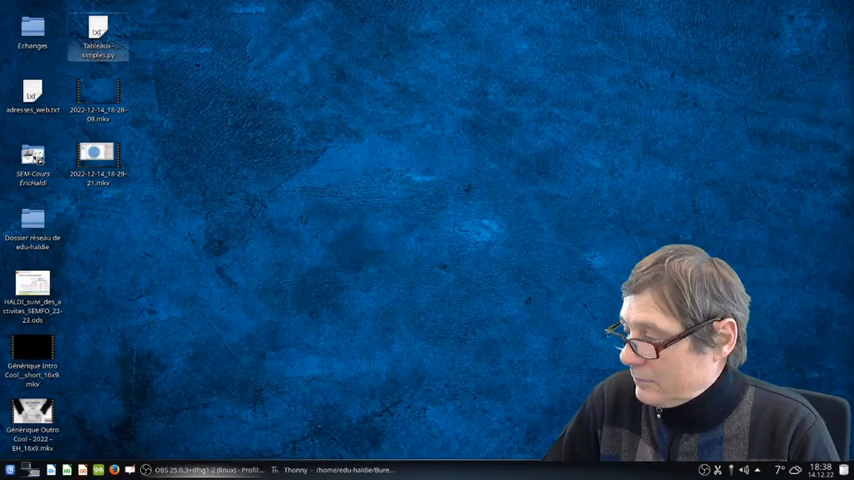 Echanges
Tableaux-
simples.py
adresses_web.txt
2022-12-14_18-28-
09.mkv
SEM-Cours
ÉricHaldi
2022-12-14_18-29-
21.mkv
Dossier réseau de
edu-haldie
HALDI_suivi_des_a
ctivites_SEMFO_22-
23.ods
Générique Intro
Cool__short_16x9.
mkv
Générique Outro
Cool - 2022 -
EH_16x9.mkv
OBS 25.0.3+dfsg1-2 (linux) - Profil:...
Thonny - /home/edu-haldie/Bure...
7°
18:38
14.12.22
txt
txt